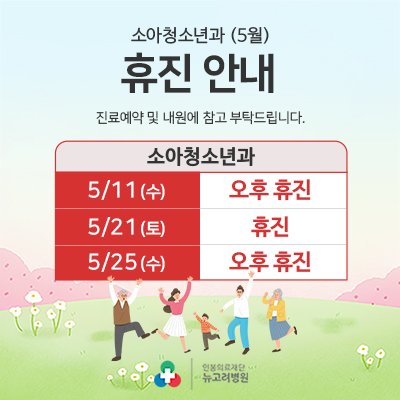 소아청소년과 (5월)
휴진 안내
진료예약 및 내원에 참고 부탁드립니다.
소아청소년과
5/11 (수) 오후 휴진
5/21 (토) 휴진
5/25 (수) 오후 휴진
인봉의료재단
뉴고려병원